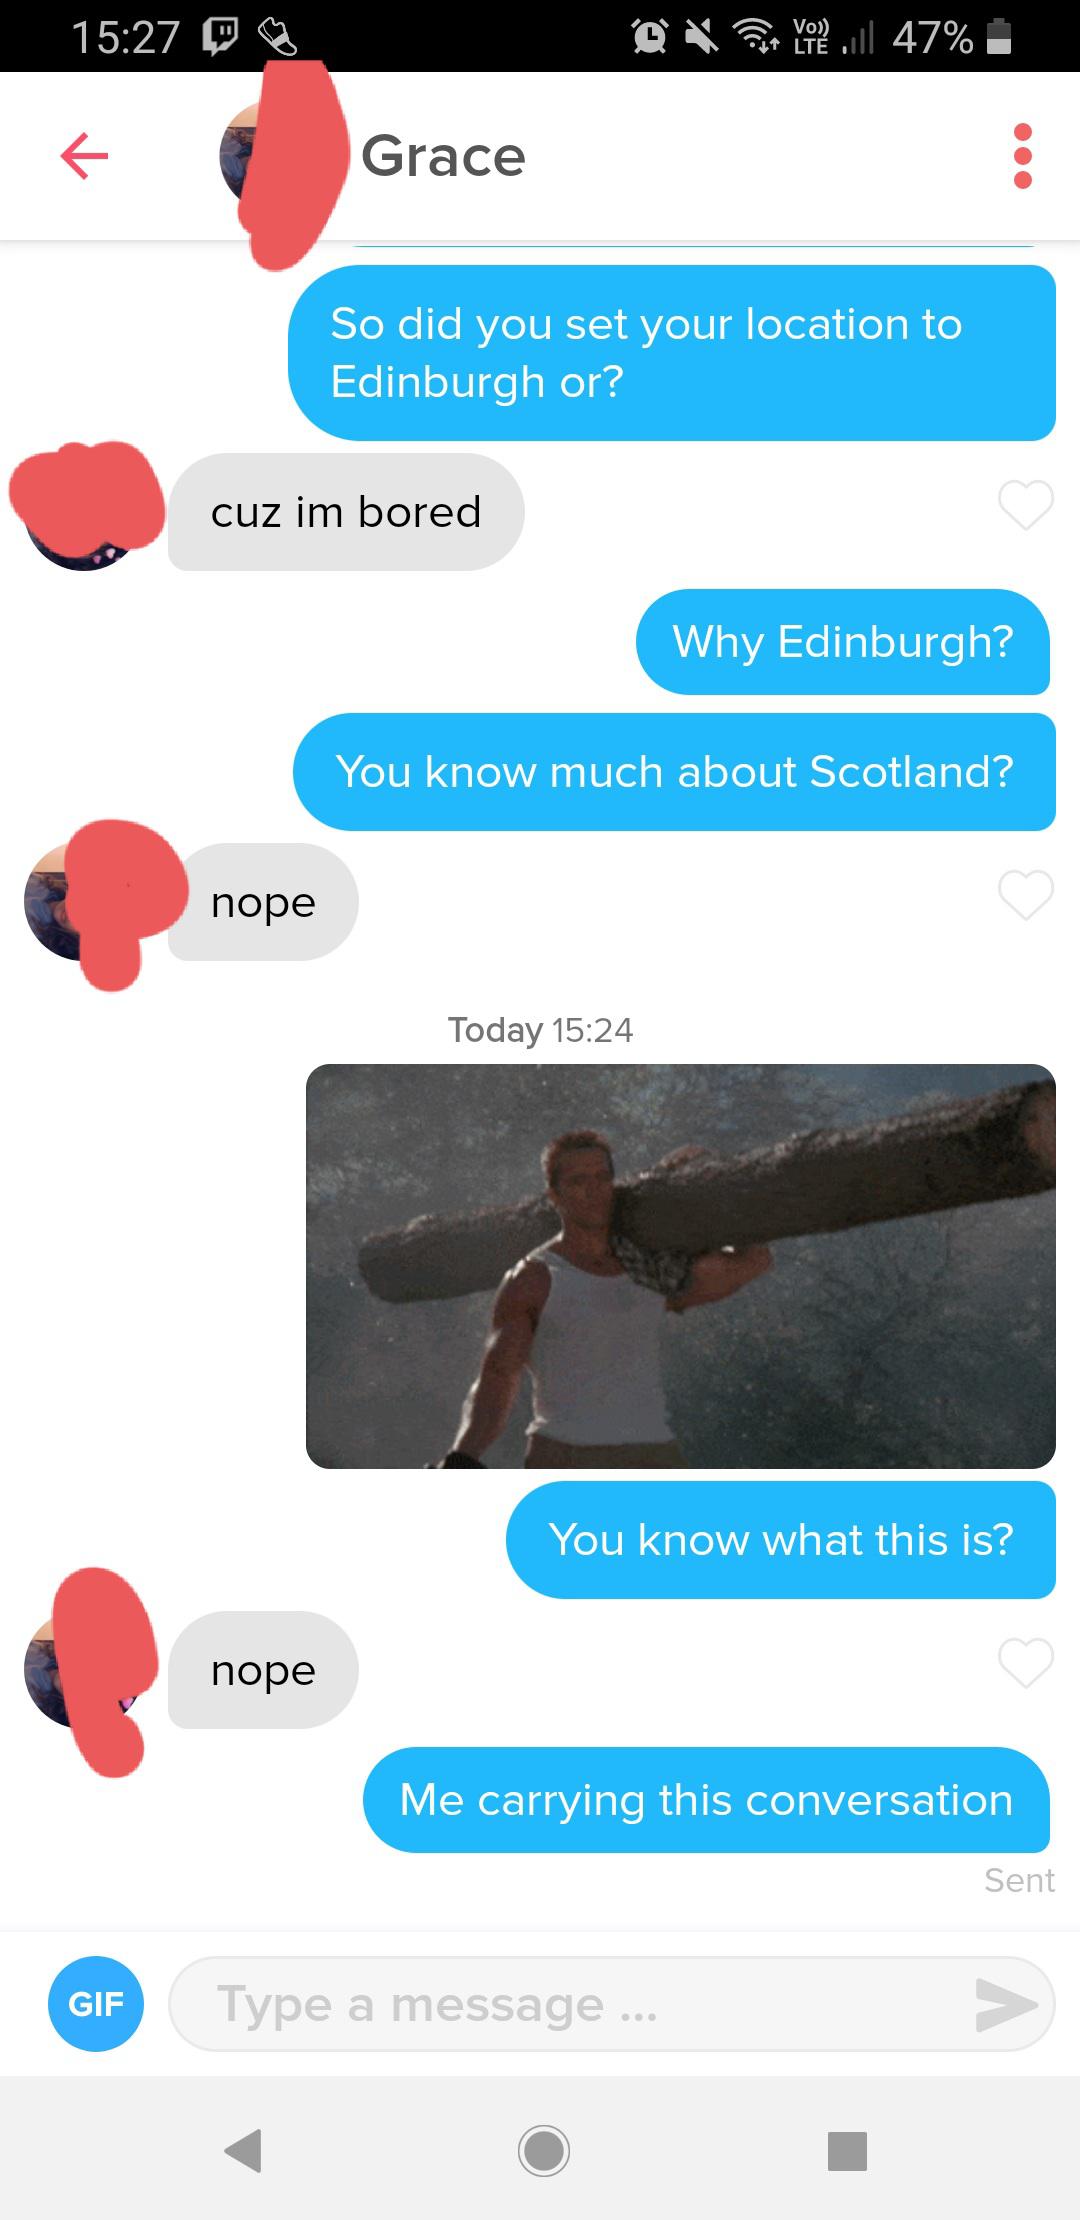 15:27 Vo)) LTE 47%
Grace
So did you set your location to
Edinburgh or?
cuz im bored
Why Edinburgh?
You know much about Scotland?
nope
Today 15:24
You know what this is?
nope
Me carrying this conversation
Sent
GIF Type a message ...